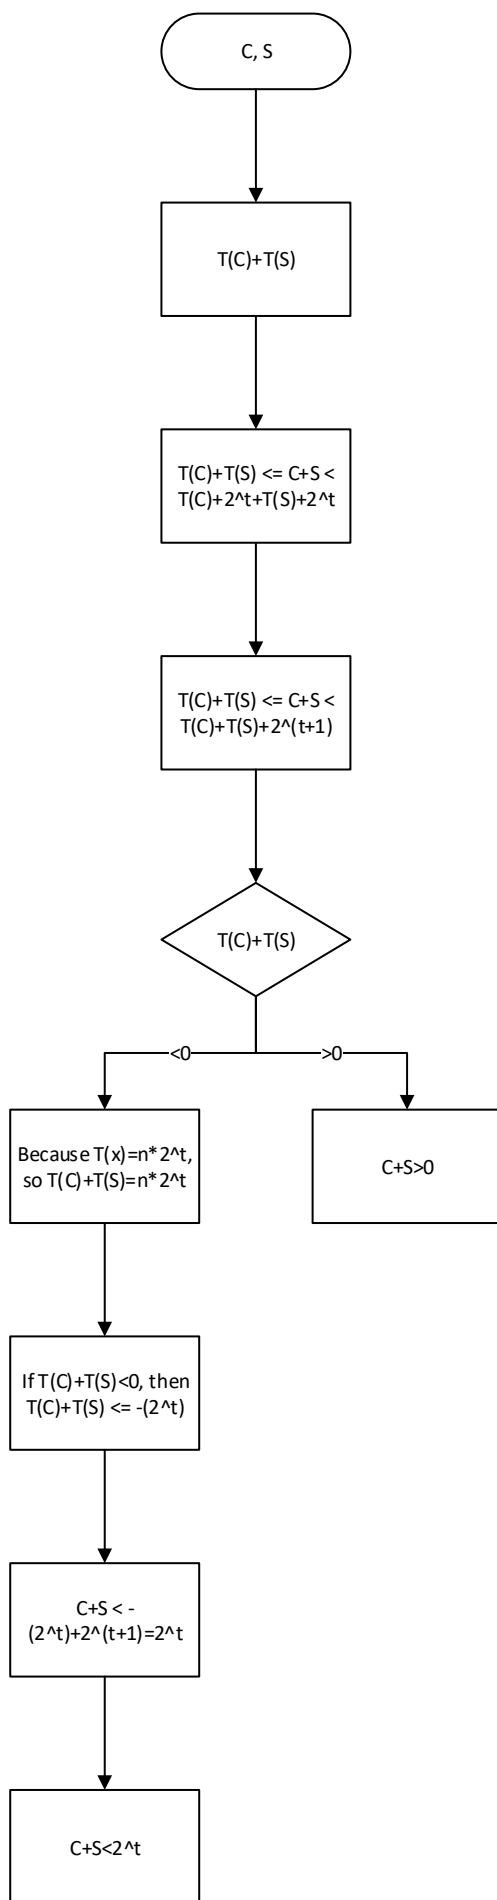 C, S
T(C)+T(S)
T(C)+T(S) <= C+S <
T(C)+2^t+T(S)+2^t
T(C)+T(S) <= C+S <
T(C)+T(S)+2^(t+1)
T(C)+T(S)
<0
>0
Because T(x)=n*2^t,
so T(C)+T(S)=n*2^t
C+S>0
If T(C)+T(S)<0, then
T(C)+T(S) <= -(2^t)
C+S < -
(2^t)+2^(t+1)=2^t
C+S<2^t